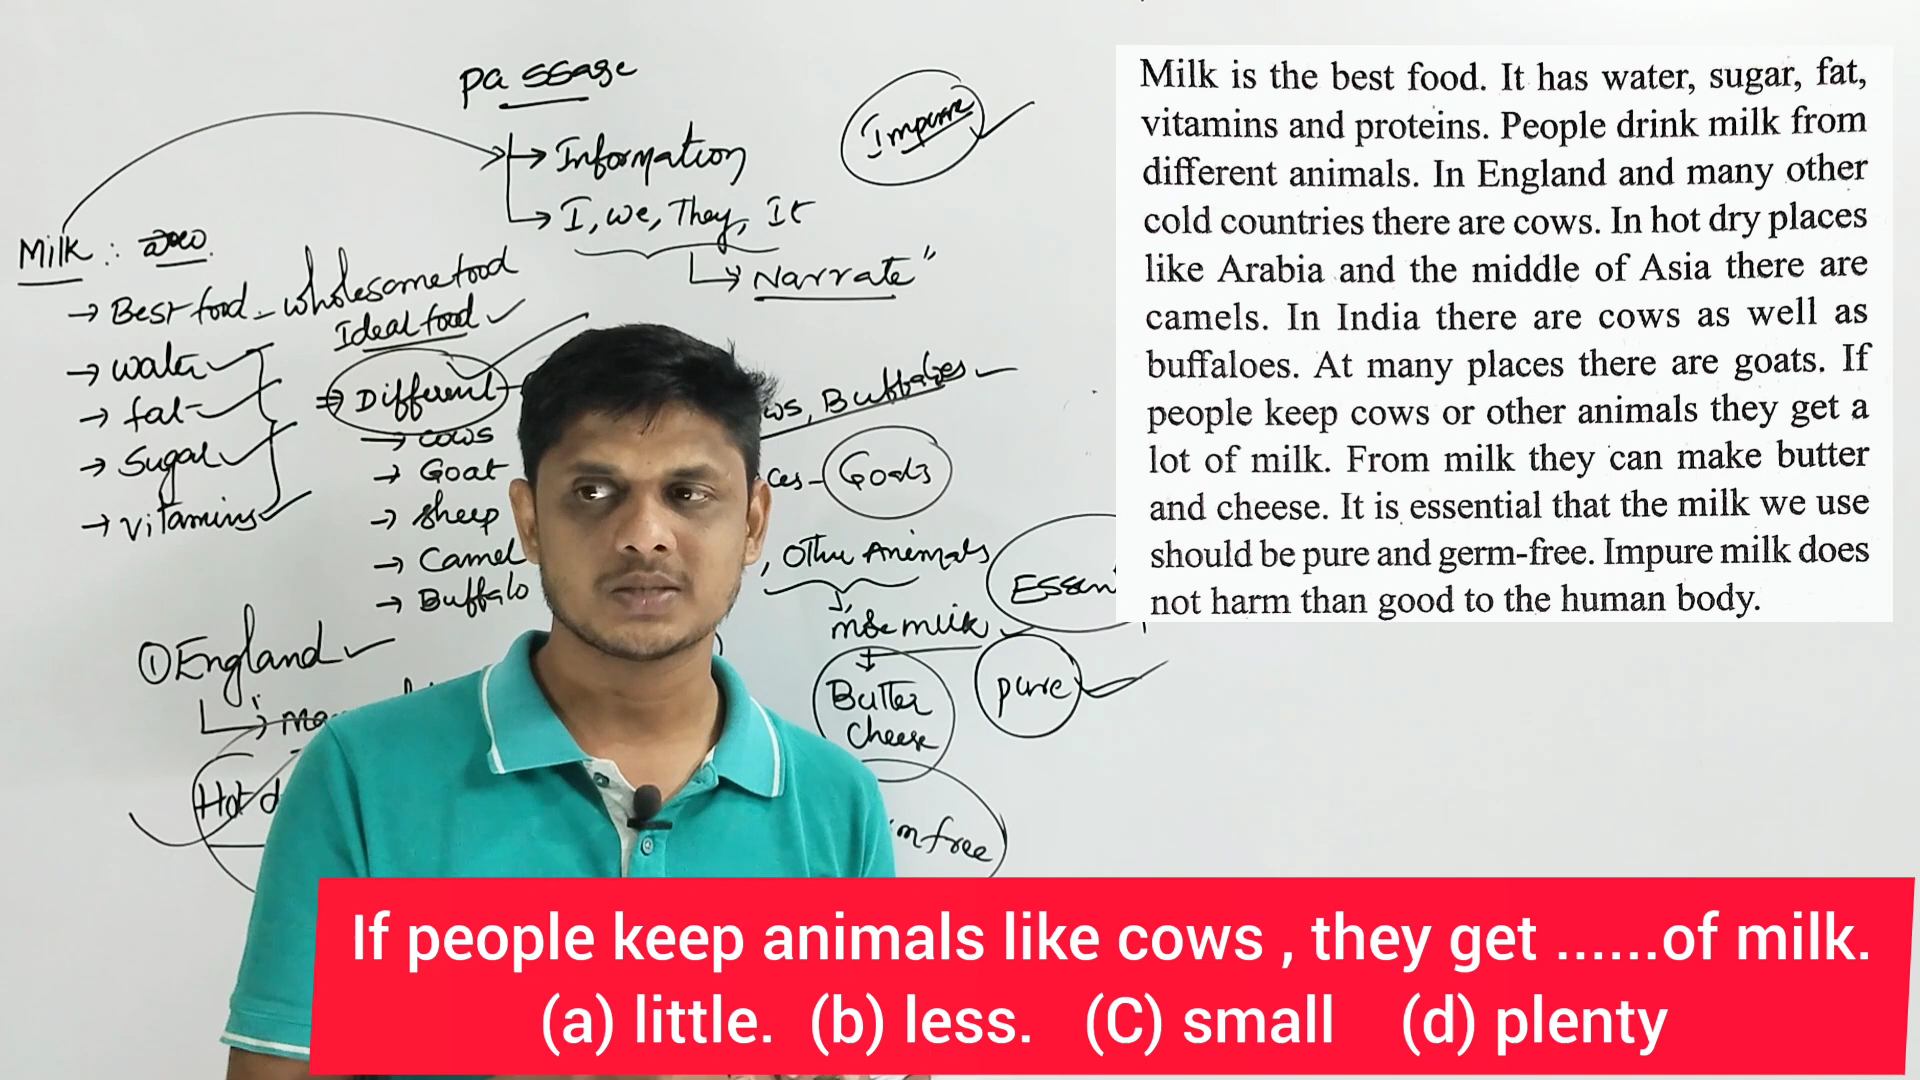 passage
→ Information
→ I, we, They, It
Narrate"
Impure
Milk :
→ Best food - wholesome food
Ideal food
→ water
→ fat
→ Sugar
→ Vitamins
⇒ Different
→ cows
→ Goat
→ sheep
→ Camel
→ Buffalo
Buffaloes
Goats
, Other Animals
milk
Butter
cheese
pure
① England
Hot d
free
Milk is the best food. It has water, sugar, fat,
vitamins and proteins. People drink milk from
different animals. In England and many other
cold countries there are cows. In hot dry places
like Arabia and the middle of Asia there are
camels. In India there are cows as well as
buffaloes. At many places there are goats. If
people keep cows or other animals they get a
lot of milk. From milk they can make butter
and cheese. It is essential that the milk we use
should be pure and germ-free. Impure milk does
not harm than good to the human body.
If people keep animals like cows , they get ......of milk.
(a) little. (b) less. (C) small (d) plenty